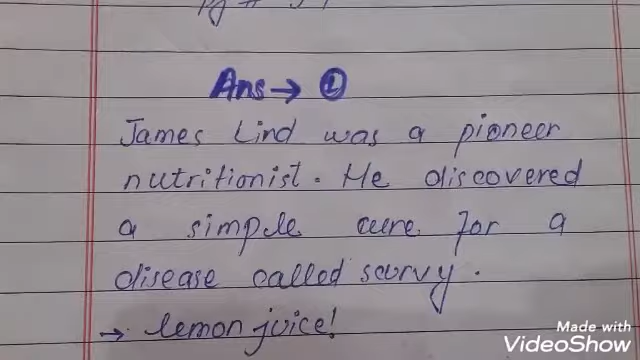 Ans → ①
James Lind was a pioneer
nutritionist. He discovered
a simple cure for a
disease called scurvy.
→ lemon juice!
Made with
VideoShow